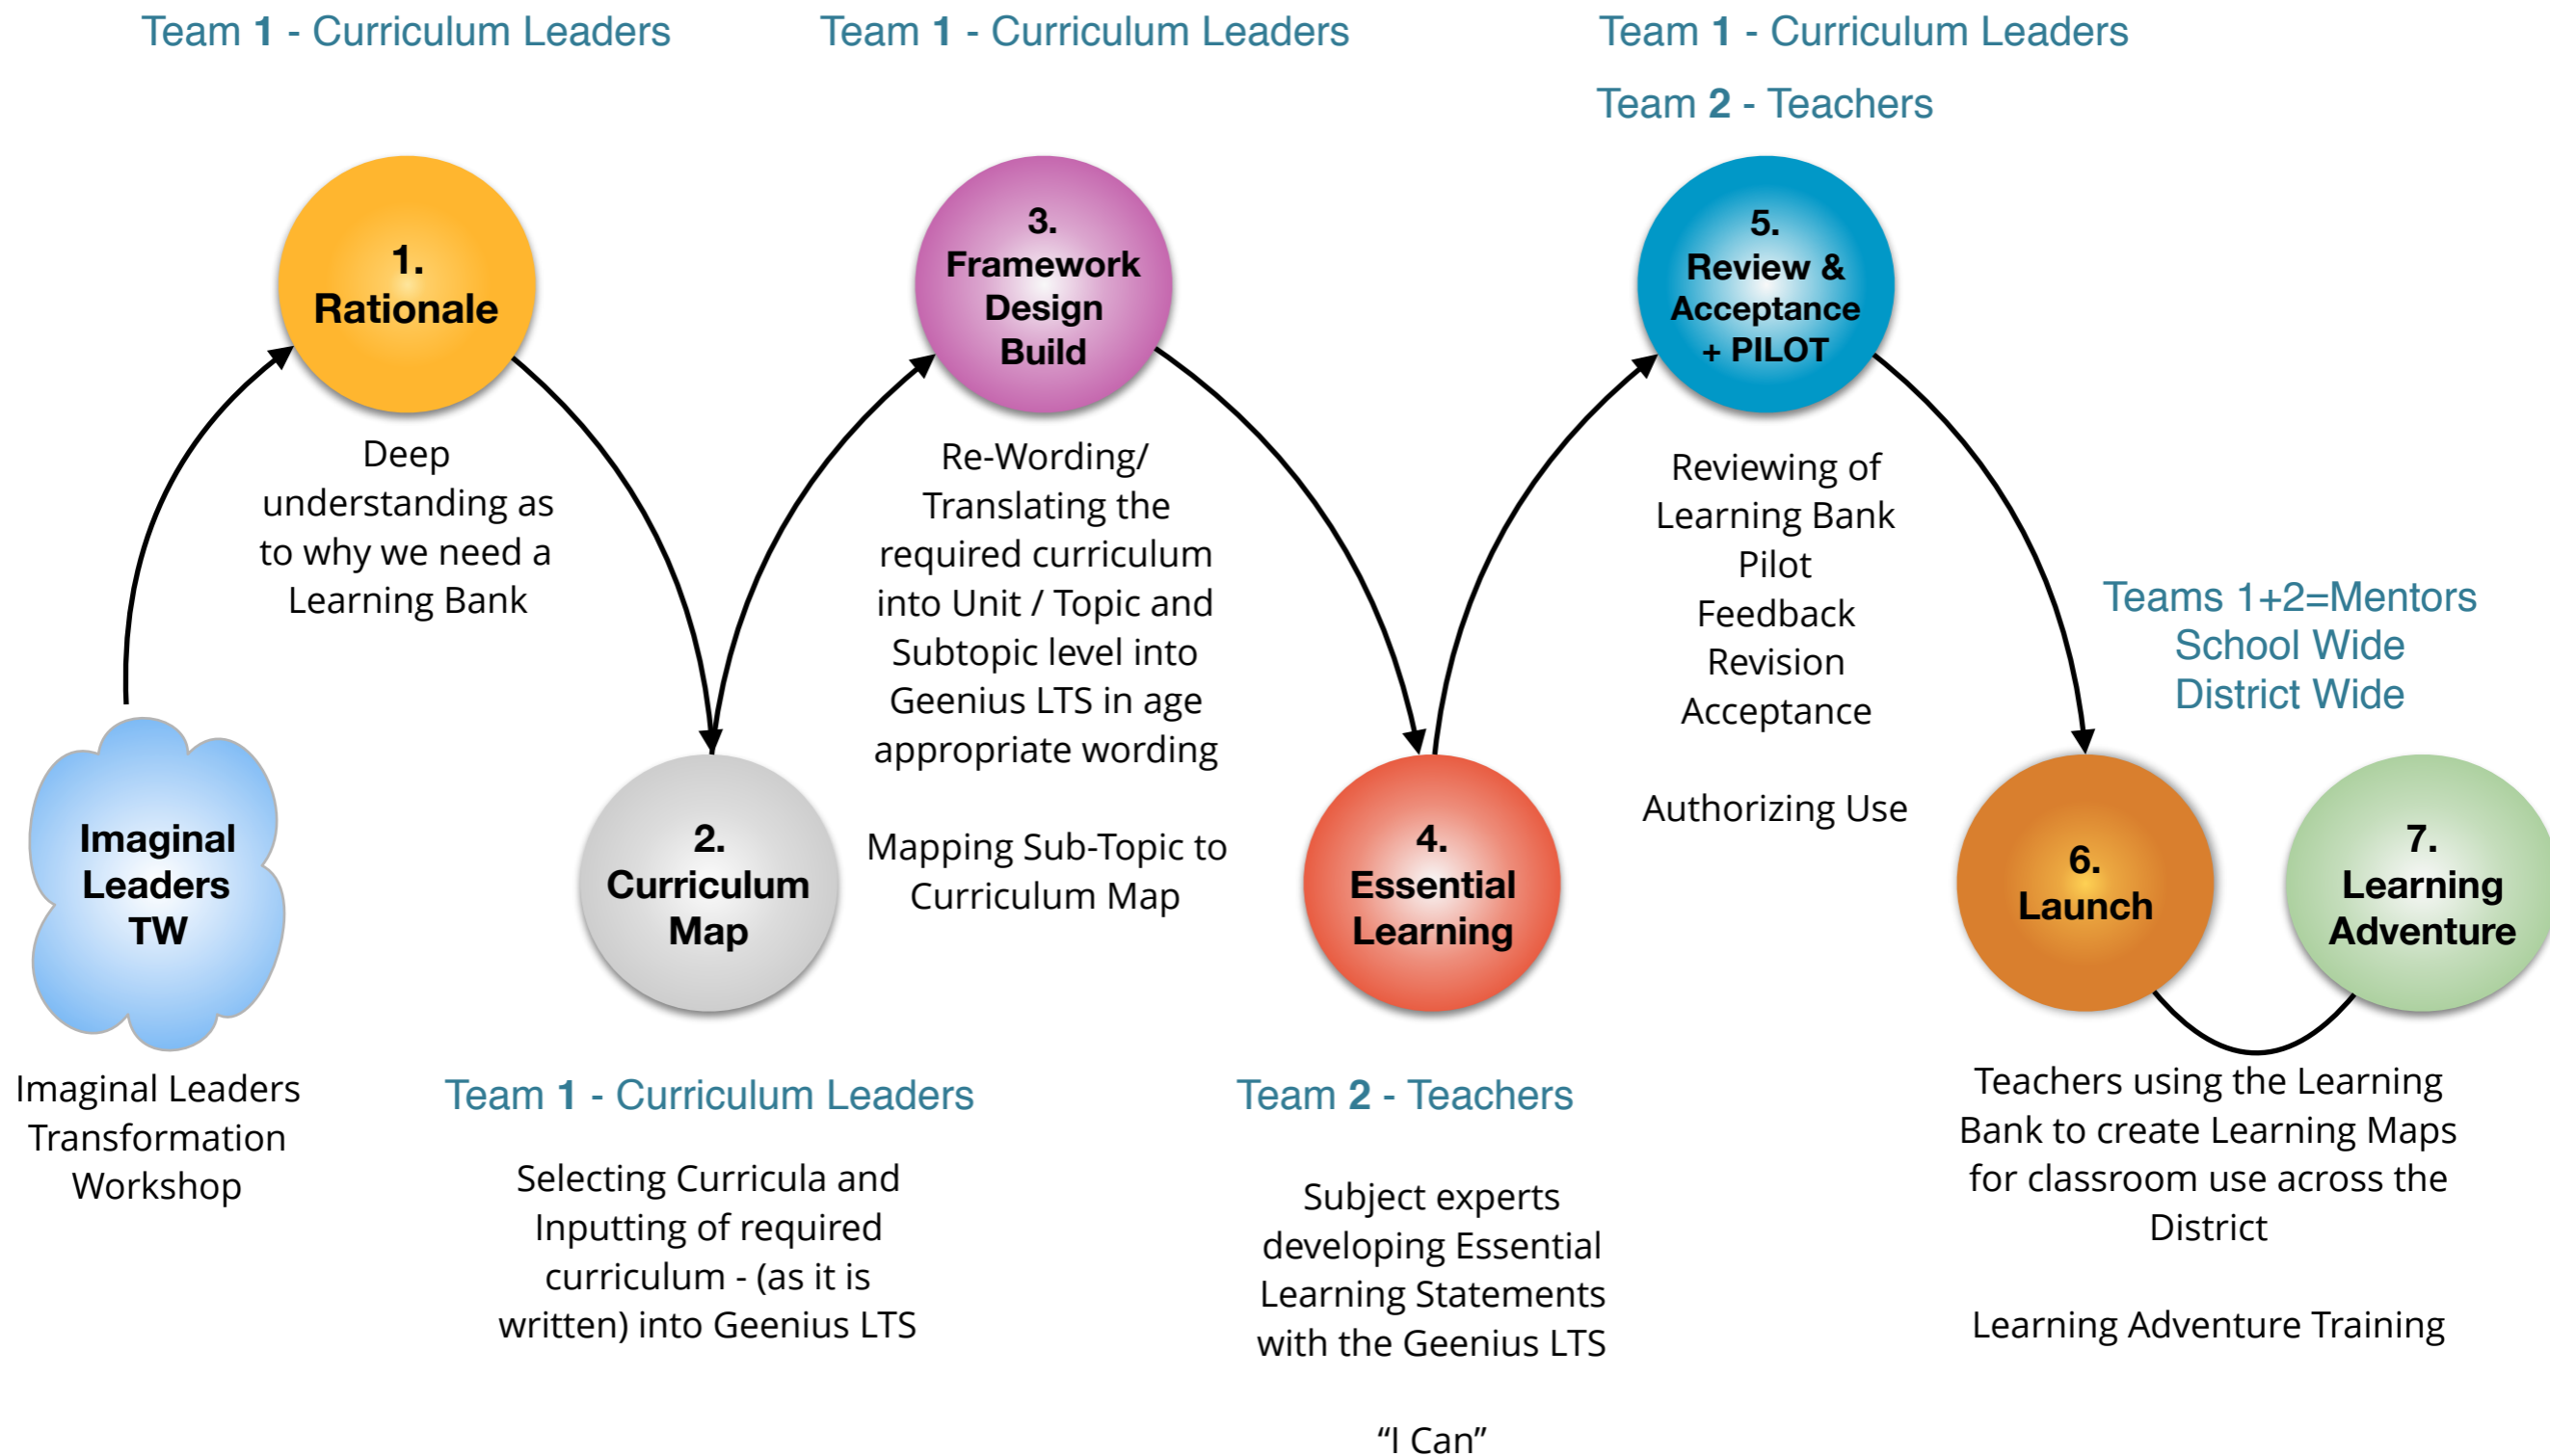 Team 1 - Curriculum Leaders
Team 1 - Curriculum Leaders
Team 1 - Curriculum Leaders
Team 2 - Teachers
1.
Rationale
Deep
understanding as
to why we need a
Learning Bank
3.
Framework
Design
Build
Re-Wording/
Translating the
required curriculum
into Unit / Topic and
Subtopic level into
Geenius LTS in age
appropriate wording
Mapping Sub-Topic to
Curriculum Map
5.
Review &
Acceptance
+ PILOT
Reviewing of
Learning Bank
Pilot
Feedback
Revision
Acceptance
Authorizing Use
Teams 1+2=Mentors
School Wide
District Wide
Imaginal
Leaders
TW
Imaginal Leaders
Transformation
Workshop
2.
Curriculum
Map
Team 1 - Curriculum Leaders
Selecting Curricula and
Inputting of required
curriculum - (as it is
written) into Geenius LTS
4.
Essential
Learning
Team 2 - Teachers
Subject experts
developing Essential
Learning Statements
with the Geenius LTS
“I Can”
6.
Launch
7.
Learning
Adventure
Teachers using the Learning
Bank to create Learning Maps
for classroom use across the
District
Learning Adventure Training